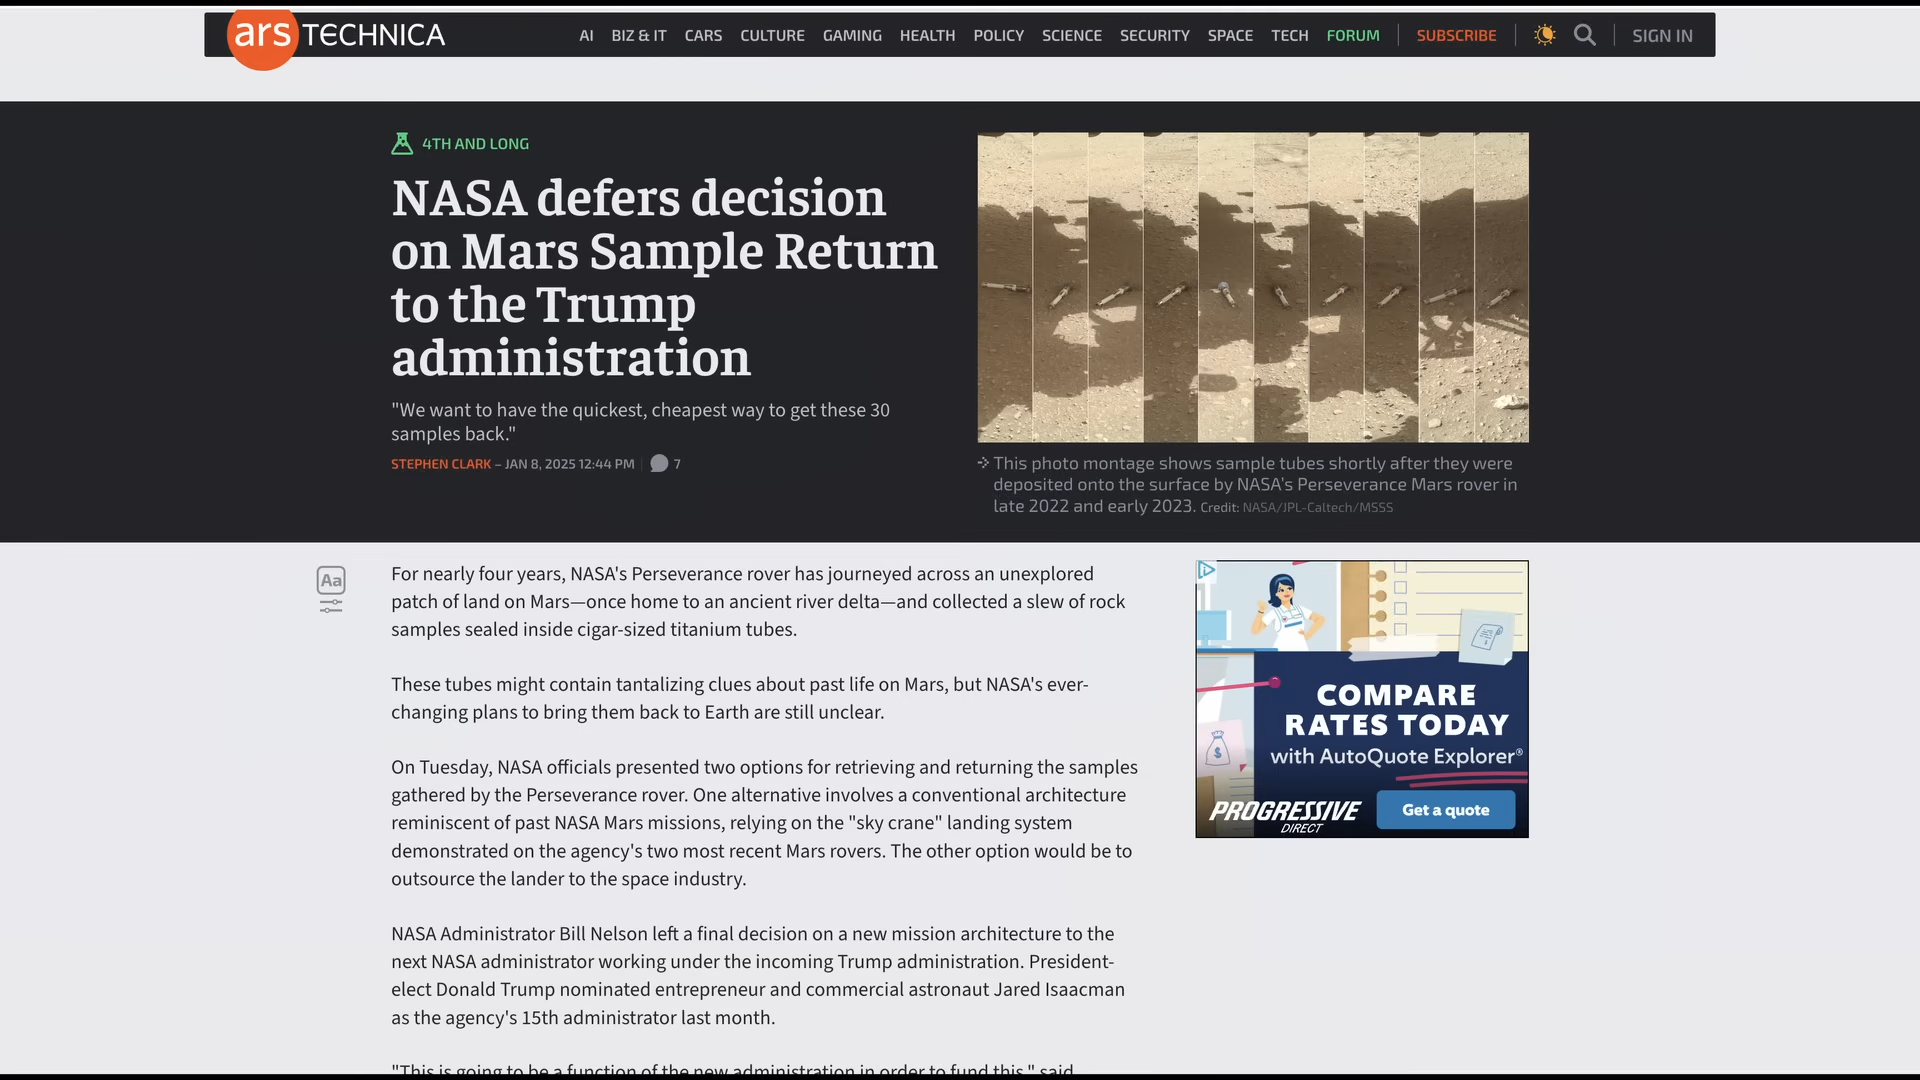 ars TECHNICA
AI BIZ & IT CARS CULTURE GAMING HEALTH POLICY SCIENCE SECURITY SPACE TECH FORUM SUBSCRIBE SIGN IN
4TH AND LONG
NASA defers decision
on Mars Sample Return
to the Trump
administration
"We want to have the quickest, cheapest way to get these 30
samples back."
STEPHEN CLARK – JAN 8, 2025 12:44 PM 7
This photo montage shows sample tubes shortly after they were
deposited onto the surface by NASA's Perseverance Mars rover in
late 2022 and early 2023. Credit: NASA/JPL-Caltech/MSSS
Aa
For nearly four years, NASA's Perseverance rover has journeyed across an unexplored
patch of land on Mars—once home to an ancient river delta—and collected a slew of rock
samples sealed inside cigar-sized titanium tubes.
These tubes might contain tantalizing clues about past life on Mars, but NASA's ever-
changing plans to bring them back to Earth are still unclear.
On Tuesday, NASA officials presented two options for retrieving and returning the samples
gathered by the Perseverance rover. One alternative involves a conventional architecture
reminiscent of past NASA Mars missions, relying on the "sky crane" landing system
demonstrated on the agency's two most recent Mars rovers. The other option would be to
outsource the lander to the space industry.
NASA Administrator Bill Nelson left a final decision on a new mission architecture to the
next NASA administrator working under the incoming Trump administration. President-
elect Donald Trump nominated entrepreneur and commercial astronaut Jared Isaacman
as the agency's 15th administrator last month.
"This is going to be a function of the new administration in order to fund this," said
COMPARE
RATES TODAY
with AutoQuote Explorer®
$
PROGRESSIVE
DIRECT
Get a quote